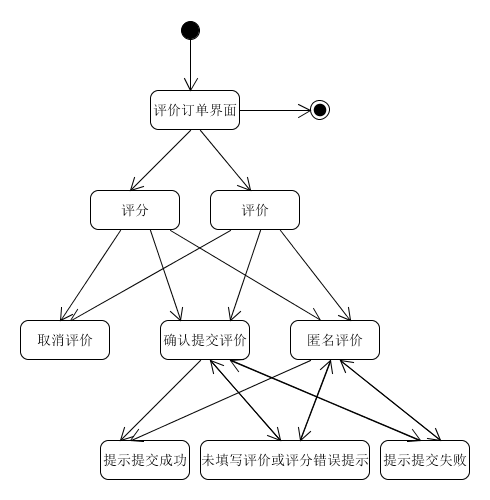 评价订单界面
评分
评价
取消评价
确认提交评价
匿名评价
提示提交成功
未填写评价或评分错误提示
提示提交失败